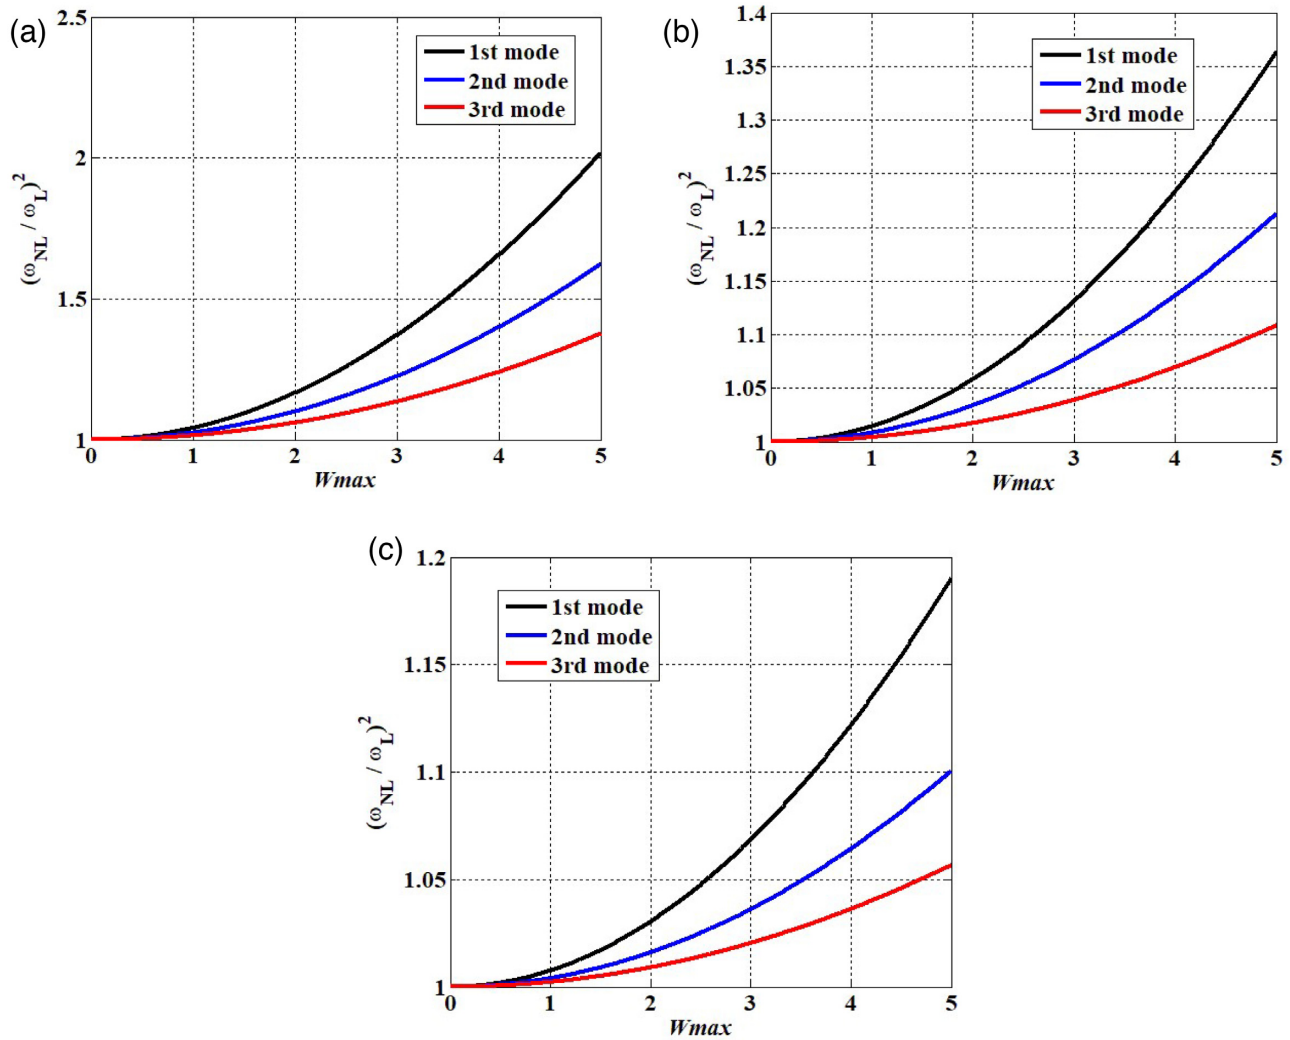 (a)
2.5
2
1.5
1
0 1 2 3 4 5
(ω_NL / ω_L)^2
Wmax
1st mode
2nd mode
3rd mode
(b)
1.4
1.35
1.3
1.25
1.2
1.15
1.1
1.05
1
0 1 2 3 4 5
(ω_NL / ω_L)^2
Wmax
1st mode
2nd mode
3rd mode
(c)
1.2
1.15
1.1
1.05
1
0 1 2 3 4 5
(ω_NL / ω_L)^2
Wmax
1st mode
2nd mode
3rd mode